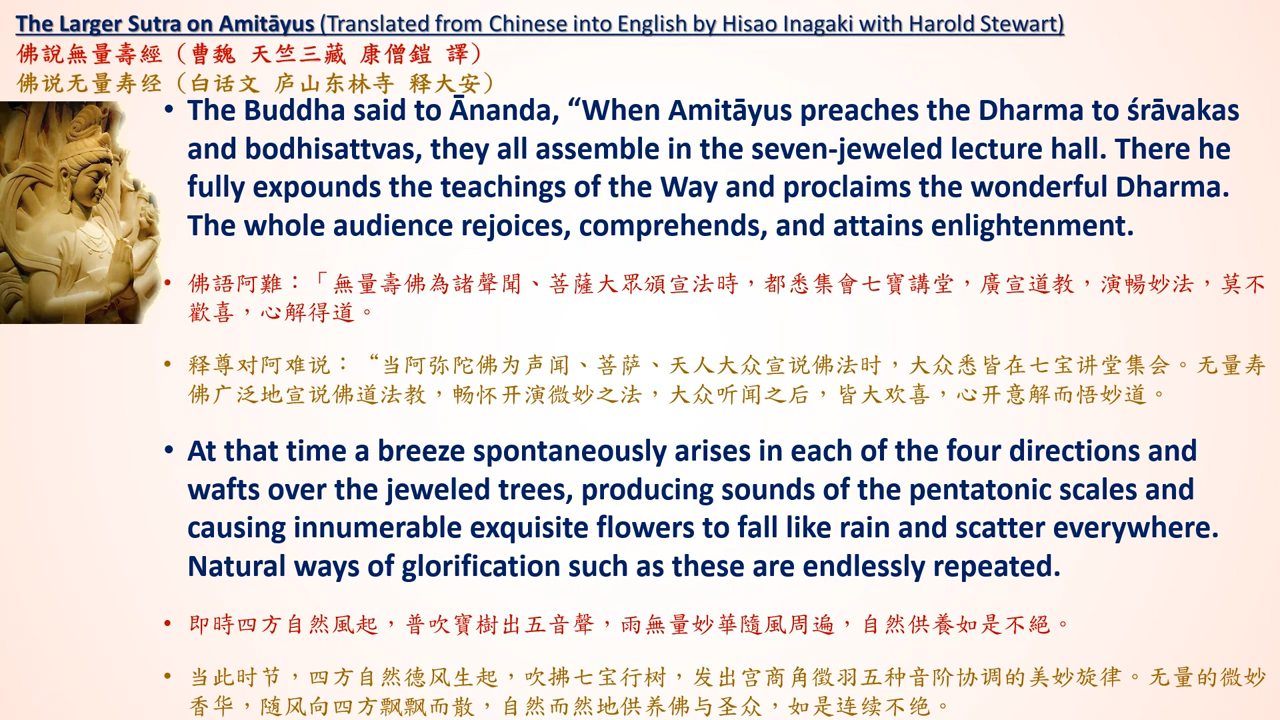 The Larger Sutra on Amitāyus (Translated from Chinese into English by Hisao Inagaki with Harold Stewart)
佛說無量壽經（曹魏 天竺三藏 康僧鎧 譯）
佛说无量寿经（白话文 庐山东林寺 释大安）
• The Buddha said to Ānanda, “When Amitāyus preaches the Dharma to śrāvakas
and bodhisattvas, they all assemble in the seven-jeweled lecture hall. There he
fully expounds the teachings of the Way and proclaims the wonderful Dharma.
The whole audience rejoices, comprehends, and attains enlightenment.
• 佛語阿難：「無量壽佛為諸聲聞、菩薩大眾頒宣法時，都悉集會七寶講堂，廣宣道教，演暢妙法，莫不
歡喜，心解得道。
• 释尊对阿难说：“当阿弥陀佛为声闻、菩萨、天人大众宣说佛法时，大众悉皆在七宝讲堂集会。无量寿
佛广泛地宣说佛道法教，畅怀开演微妙之法，大众听闻之后，皆大欢喜，心开意解而悟妙道。
• At that time a breeze spontaneously arises in each of the four directions and
wafts over the jeweled trees, producing sounds of the pentatonic scales and
causing innumerable exquisite flowers to fall like rain and scatter everywhere.
Natural ways of glorification such as these are endlessly repeated.
• 即時四方自然風起，普吹寶樹出五音聲，雨無量妙華隨風周遍，自然供養如是不絕。
• 当此时节，四方自然德风生起，吹拂七宝行树，发出宫商角徵羽五种音阶协调的美妙旋律。无量的微妙
香华，随风向四方飘飘而散，自然而然地供养佛与圣众，如是连续不绝。